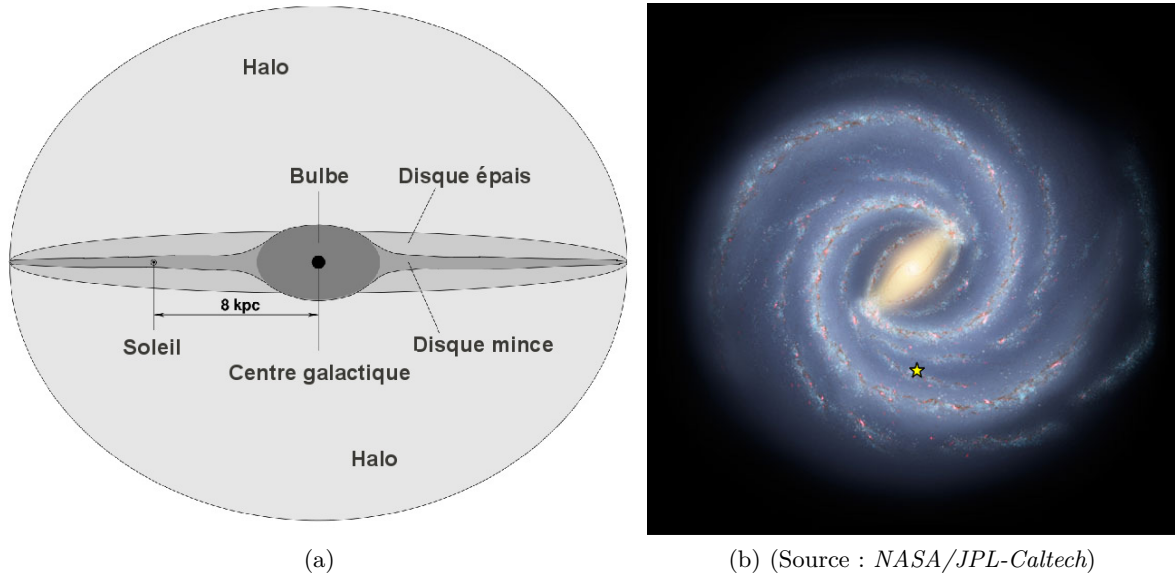 Halo
Bulbe
Disque épais
8 kpc
Soleil
Disque mince
Centre galactique
Halo
(a)
(b) (Source : NASA/JPL-Caltech)